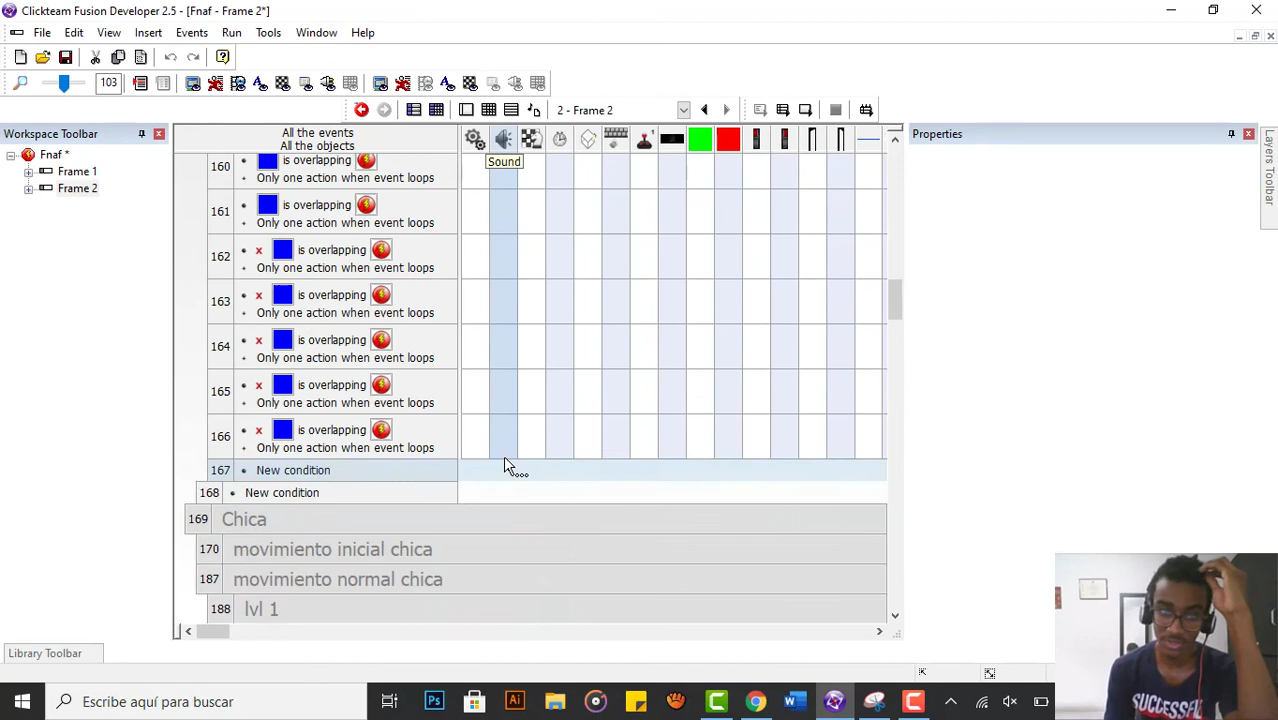 Clickteam Fusion Developer 2.5 - [Fnaf - Frame 2*]
File Edit View Insert Events Run Tools Window Help
103
2 - Frame 2
Workspace Toolbar
All the events
All the objects
Properties
Layers Toolbar
Fnaf *
Frame 1
Frame 2
Sound
160 is overlapping
Only one action when event loops
161 is overlapping
Only one action when event loops
162 x is overlapping
Only one action when event loops
163 x is overlapping
Only one action when event loops
164 x is overlapping
Only one action when event loops
165 x is overlapping
Only one action when event loops
166 x is overlapping
Only one action when event loops
167 New condition
168 New condition
169 Chica
170 movimiento inicial chica
187 movimiento normal chica
188 lvl 1
Library Toolbar
Escribe aquí para buscar
SUCCESSFUL